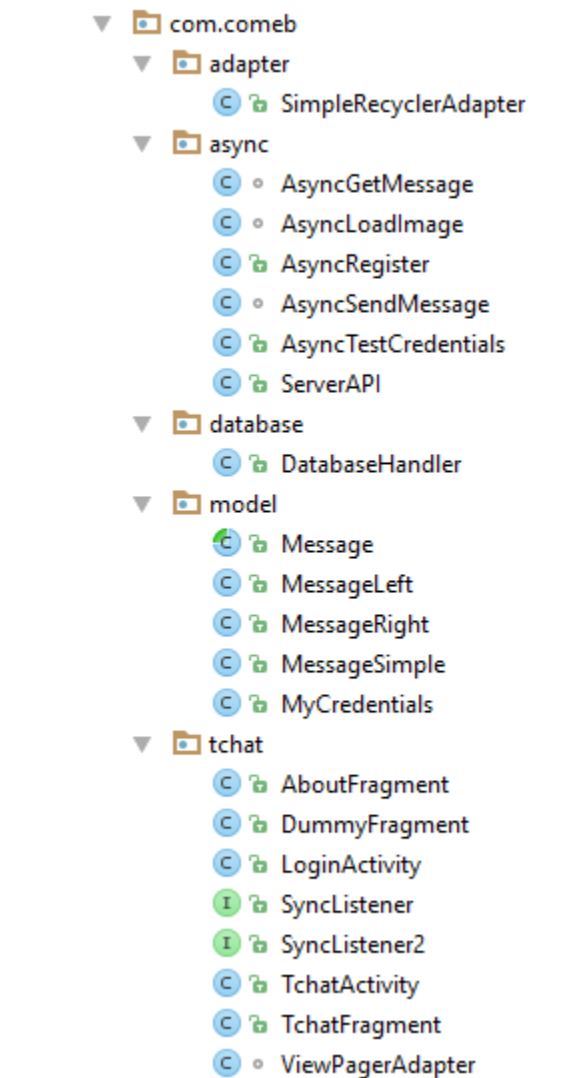 com.comeb
adapter
C SimpleRecyclerAdapter
async
C AsyncGetMessage
C AsyncLoadImage
C AsyncRegister
C AsyncSendMessage
C AsyncTestCredentials
C ServerAPI
database
C DatabaseHandler
model
C Message
C MessageLeft
C MessageRight
C MessageSimple
C MyCredentials
tchat
C AboutFragment
C DummyFragment
C LoginActivity
I SyncListener
I SyncListener2
C TchatActivity
C TchatFragment
C ViewPagerAdapter